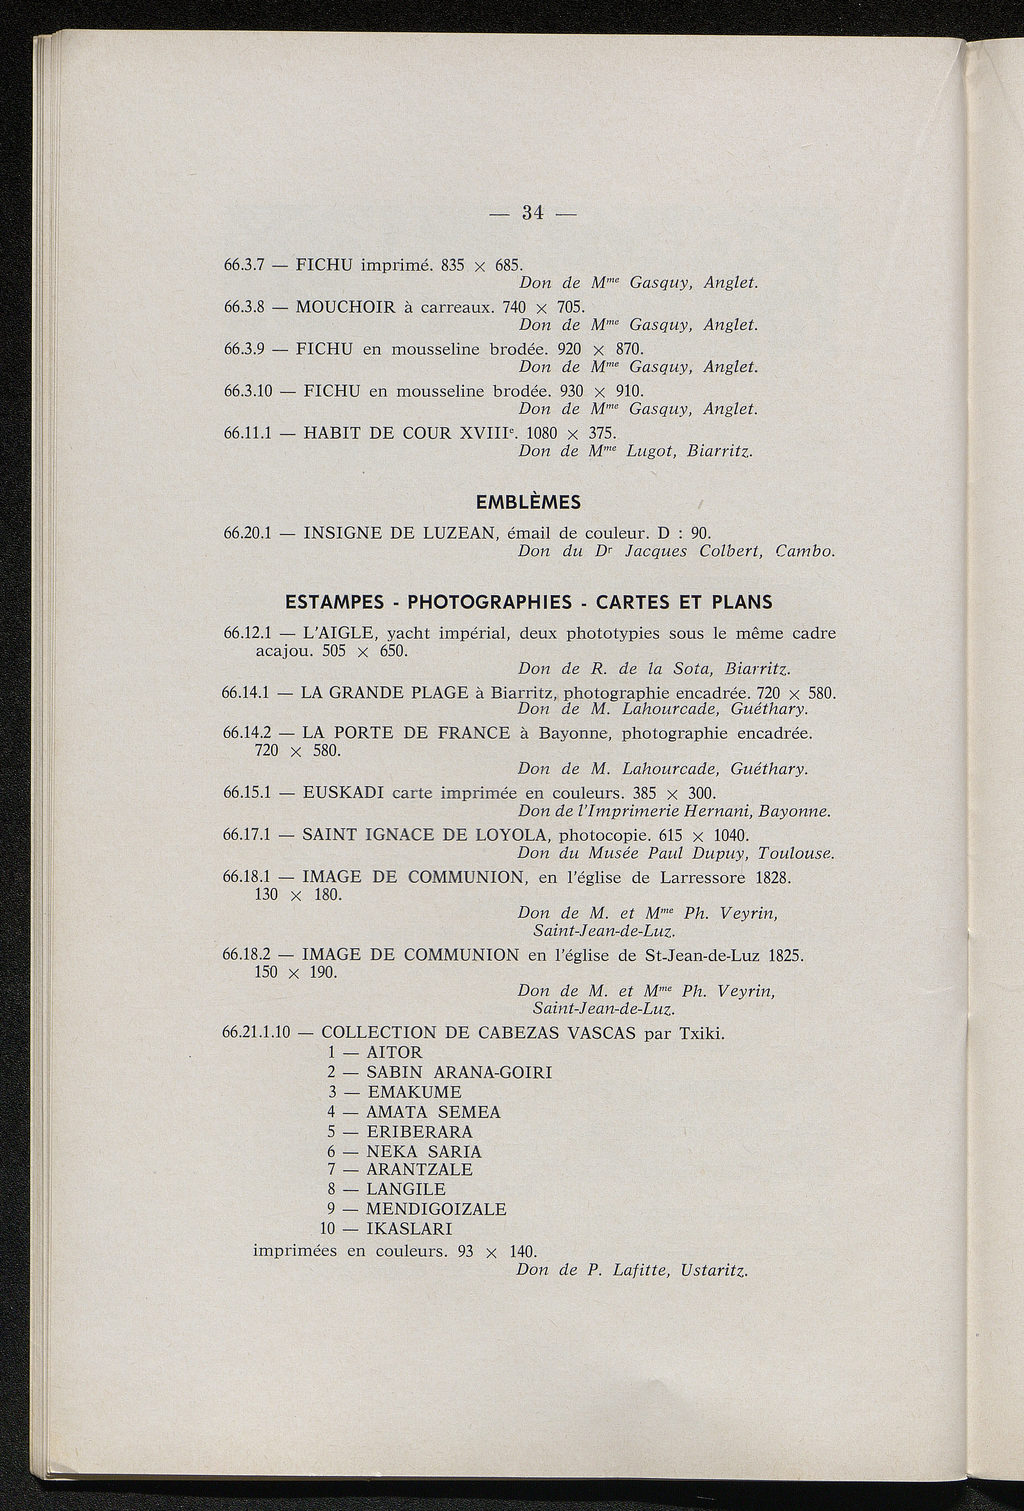 — 34 —
66.3.7 — FICHU imprimé. 835 × 685.
Don de Mme Gasquy, Anglet.
66.3.8 — MOUCHOIR à carreaux. 740 × 705.
Don de Mme Gasquy, Anglet.
66.3.9 — FICHU en mousseline brodée. 920 × 870.
Don de Mme Gasquy, Anglet.
66.3.10 — FICHU en mousseline brodée. 930 × 910.
Don de Mme Gasquy, Anglet.
66.11.1 — HABIT DE COUR XVIIIe. 1080 × 375.
Don de Mme Lugot, Biarritz.
EMBLÈMES
66.20.1 — INSIGNE DE LUZEAN, émail de couleur. D : 90.
Don du Dr Jacques Colbert, Cambo.
ESTAMPES - PHOTOGRAPHIES - CARTES ET PLANS
66.12.1 — L'AIGLE, yacht impérial, deux phototypies sous le même cadre
acajou. 505 × 650.
Don de R. de la Sota, Biarritz.
66.14.1 — LA GRANDE PLAGE à Biarritz, photographie encadrée. 720 × 580.
Don de M. Lahourcade, Guéthary.
66.14.2 — LA PORTE DE FRANCE à Bayonne, photographie encadrée.
720 × 580.
Don de M. Lahourcade, Guéthary.
66.15.1 — EUSKADI carte imprimée en couleurs. 385 × 300.
Don de l'Imprimerie Hernani, Bayonne.
66.17.1 — SAINT IGNACE DE LOYOLA, photocopie. 615 × 1040.
Don du Musée Paul Dupuy, Toulouse.
66.18.1 — IMAGE DE COMMUNION, en l'église de Larressore 1828.
130 × 180.
Don de M. et Mme Ph. Veyrin,
Saint-Jean-de-Luz.
66.18.2 — IMAGE DE COMMUNION en l'église de St-Jean-de-Luz 1825.
150 × 190.
Don de M. et Mme Ph. Veyrin,
Saint-Jean-de-Luz.
66.21.1.10 — COLLECTION DE CABEZAS VASCAS par Txiki.
1 — AITOR
2 — SABIN ARANA-GOIRI
3 — EMAKUME
4 — AMATA SEMEA
5 — ERIBERARA
6 — NEKA SARIA
7 — ARANTZALE
8 — LANGILE
9 — MENDIGOIZALE
10 — IKASLARI
imprimées en couleurs. 93 × 140.
Don de P. Lafitte, Ustaritz.